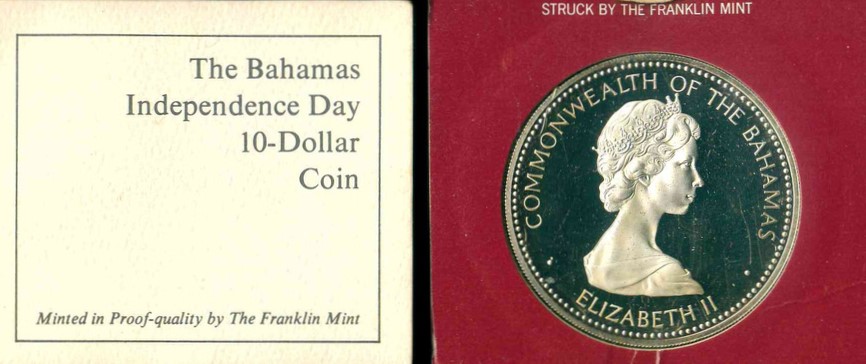 The Bahamas
Independence Day
10-Dollar
Coin
Minted in Proof-quality by The Franklin Mint
STRUCK BY THE FRANKLIN MINT
COMMONWEALTH OF THE BAHAMAS
ELIZABETH II